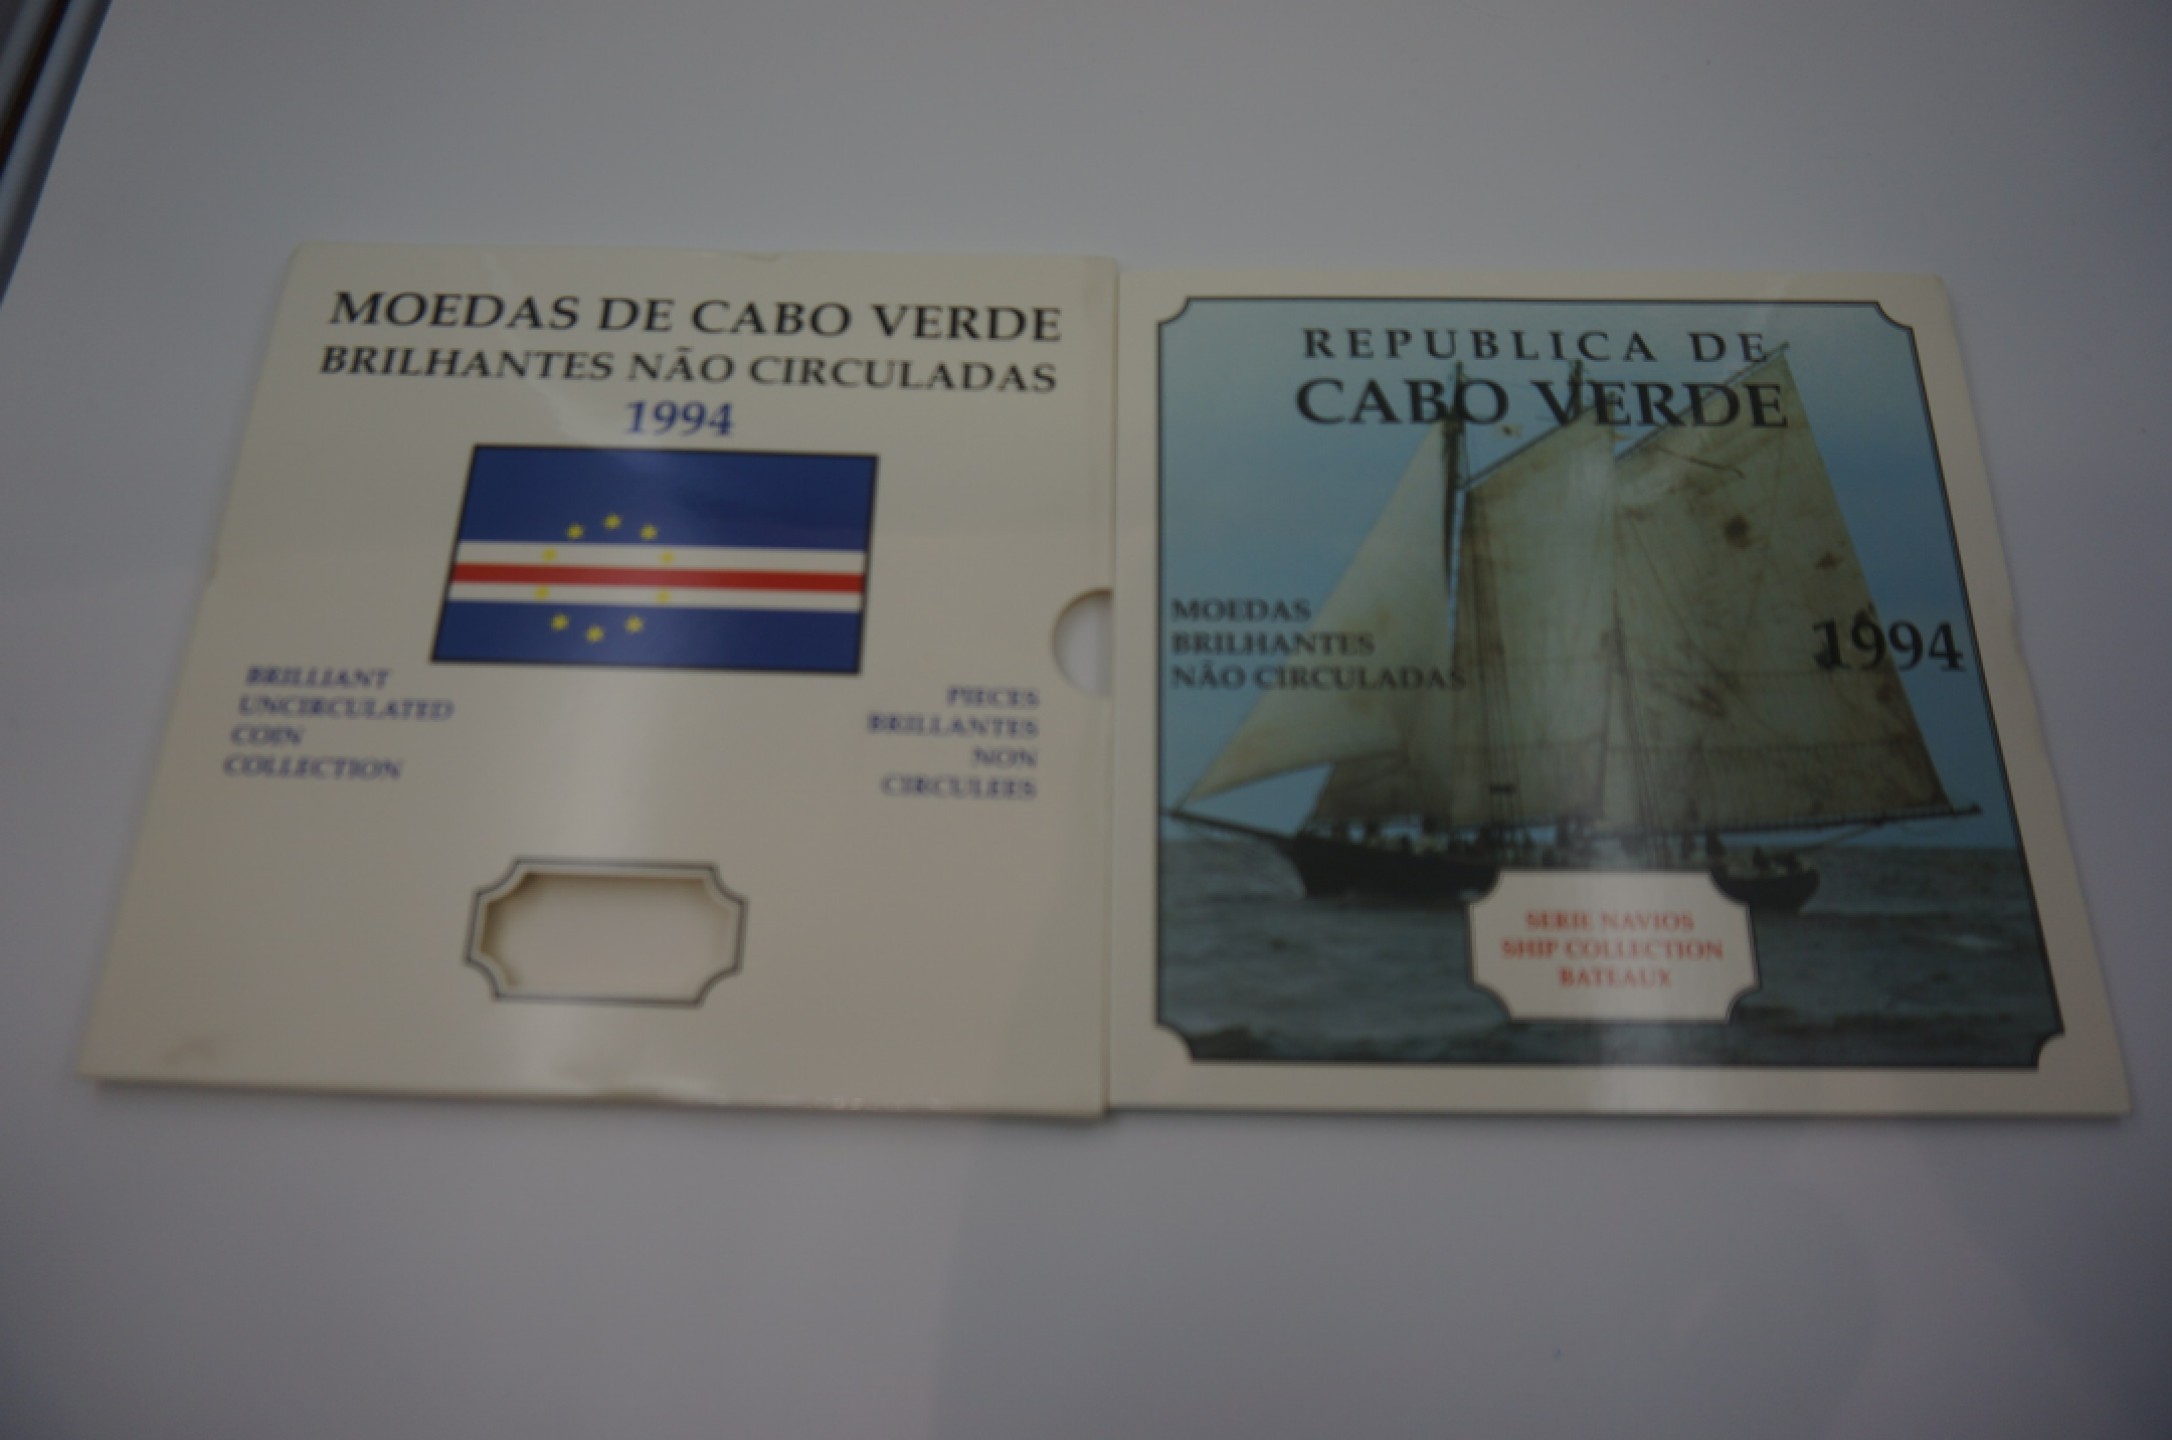 MOEDAS DE CABO VERDE
BRILHANTES NÃO CIRCULADAS
1994
BRILLIANT
UNCIRCULATED
COIN
COLLECTION
PIECES
BRILLANTES
NON
CIRCULEES
REPUBLICA DE
CABO VERDE
MOEDAS
BRILHANTES
NÃO CIRCULADAS
1994
SERIE NAVIOS
SHIP COLLECTION
BATEAUX